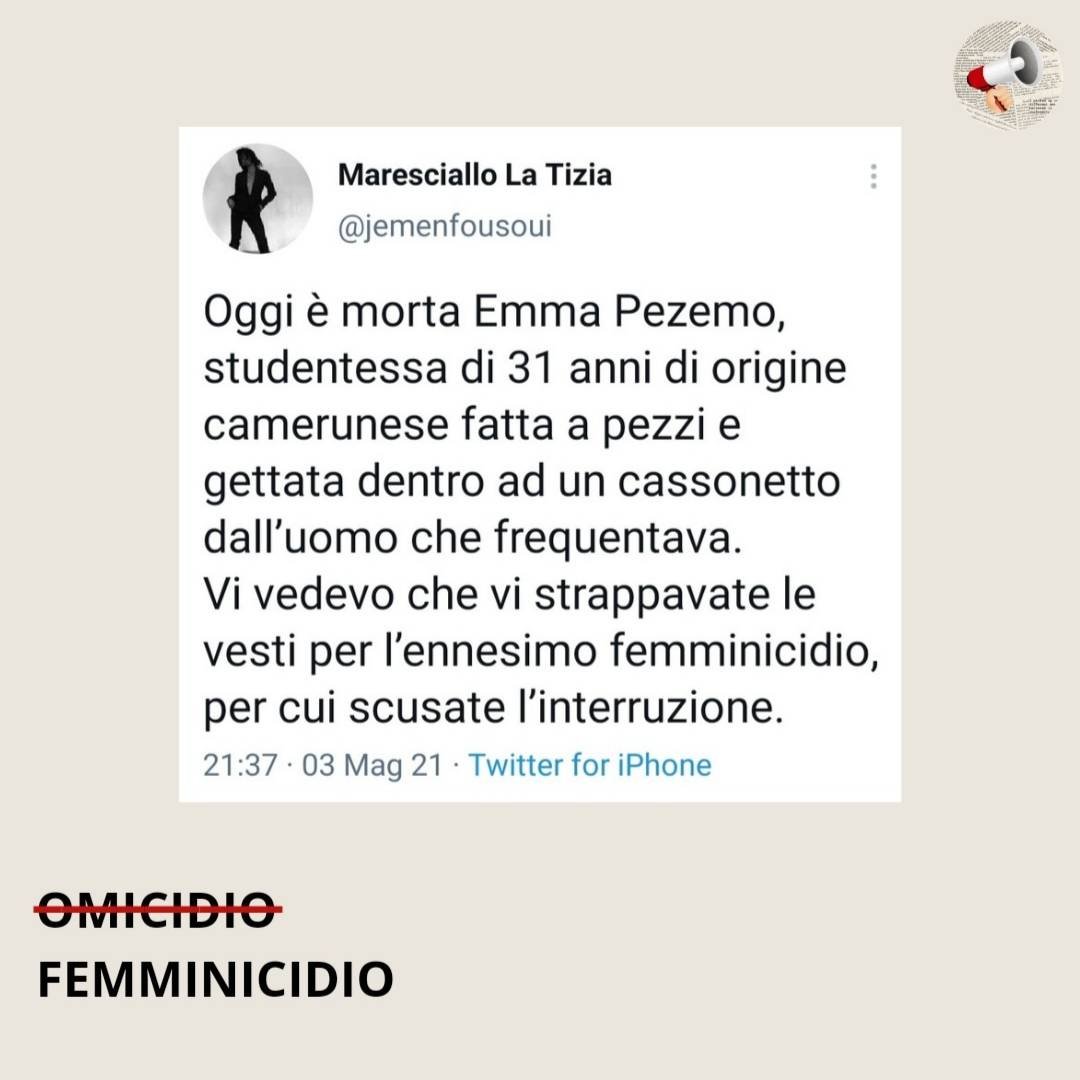 Maresciallo La Tizia
@jemenfousoui
Oggi è morta Emma Pezemo,
studentessa di 31 anni di origine
camerunese fatta a pezzi e
gettata dentro ad un cassonetto
dall’uomo che frequentava.
Vi vedevo che vi strappavate le
vesti per l’ennesimo femminicidio,
per cui scusate l’interruzione.
21:37 · 03 Mag 21 · Twitter for iPhone
OMICIDIO
FEMMINICIDIO